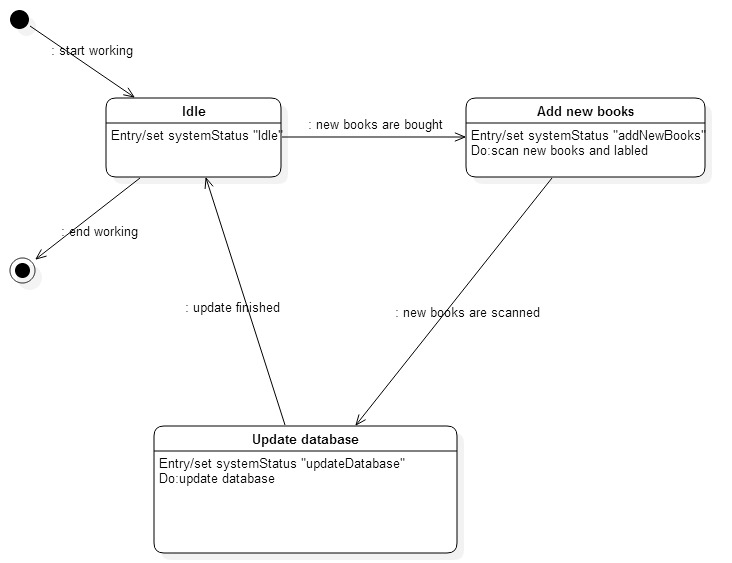 : start working
Idle
Entry/set systemStatus "Idle"
: new books are bought
Add new books
Entry/set systemStatus "addNewBooks"
Do:scan new books and labled
: end working
: update finished
: new books are scanned
Update database
Entry/set systemStatus "updateDatabase"
Do:update database